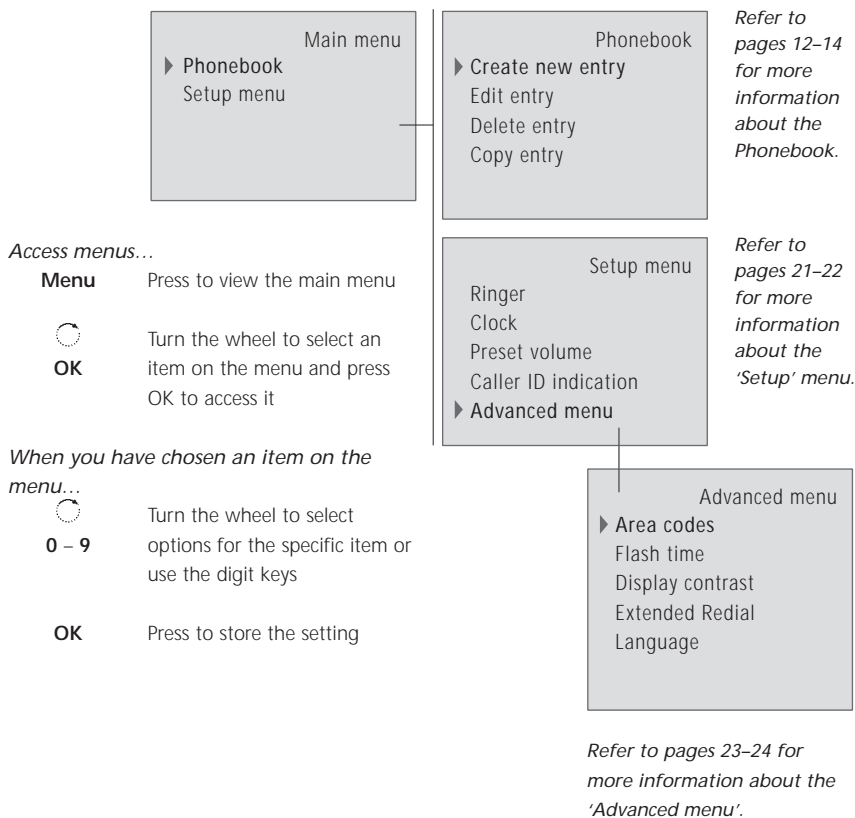 Main menu
Phonebook
Setup menu
Phonebook
Create new entry
Edit entry
Delete entry
Copy entry
Refer to
pages 12–14
for more
information
about the
Phonebook.
Access menus…
Menu Press to view the main menu
Turn the wheel to select an
OK item on the menu and press
OK to access it
Setup menu
Ringer
Clock
Preset volume
Caller ID indication
Advanced menu
Refer to
pages 21–22
for more
information
about the
‘Setup’ menu.
When you have chosen an item on the
menu…
Turn the wheel to select
0 – 9 options for the specific item or
use the digit keys
OK Press to store the setting
Advanced menu
Area codes
Flash time
Display contrast
Extended Redial
Language
Refer to pages 23–24 for
more information about the
‘Advanced menu’.